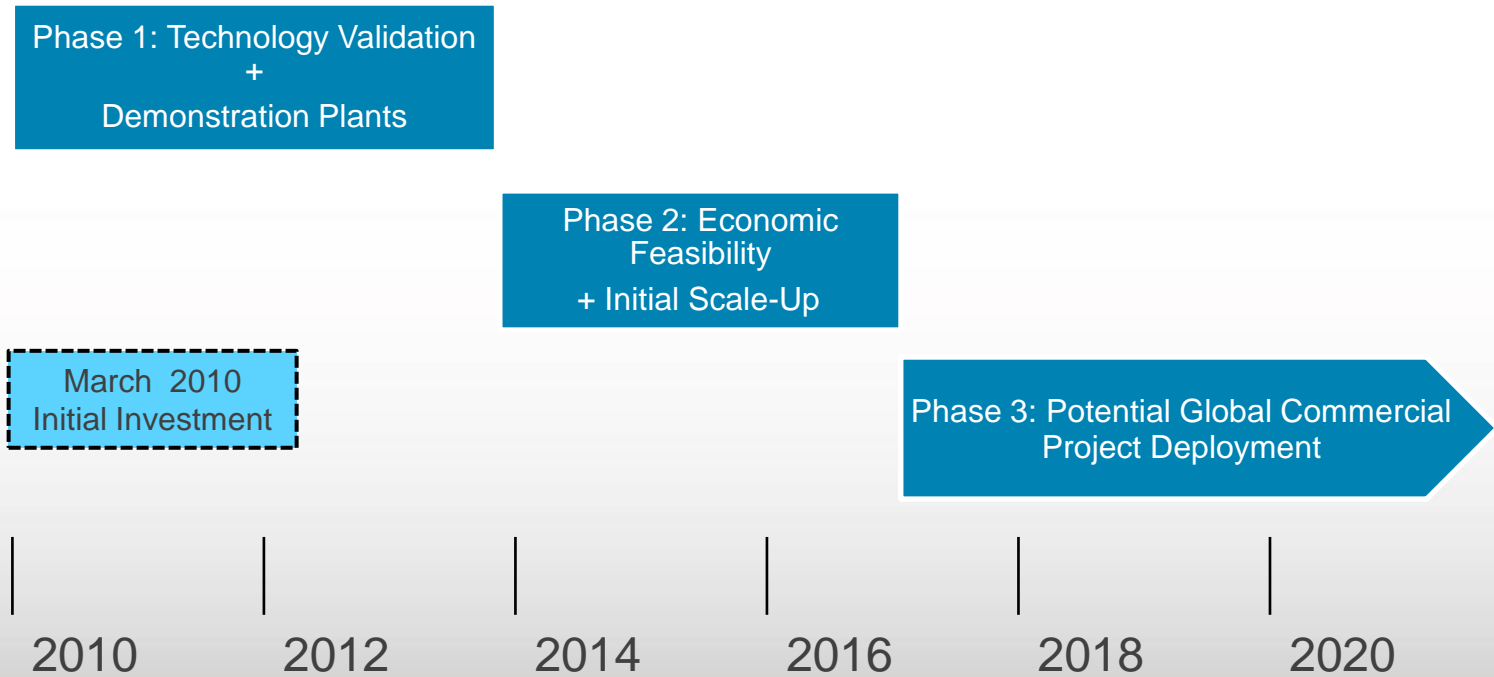 Phase 1: Technology Validation
+
Demonstration Plants
Phase 2: Economic
Feasibility
+ Initial Scale-Up
March 2010
Initial Investment
Phase 3: Potential Global Commercial
Project Deployment
2010 2012 2014 2016 2018 2020